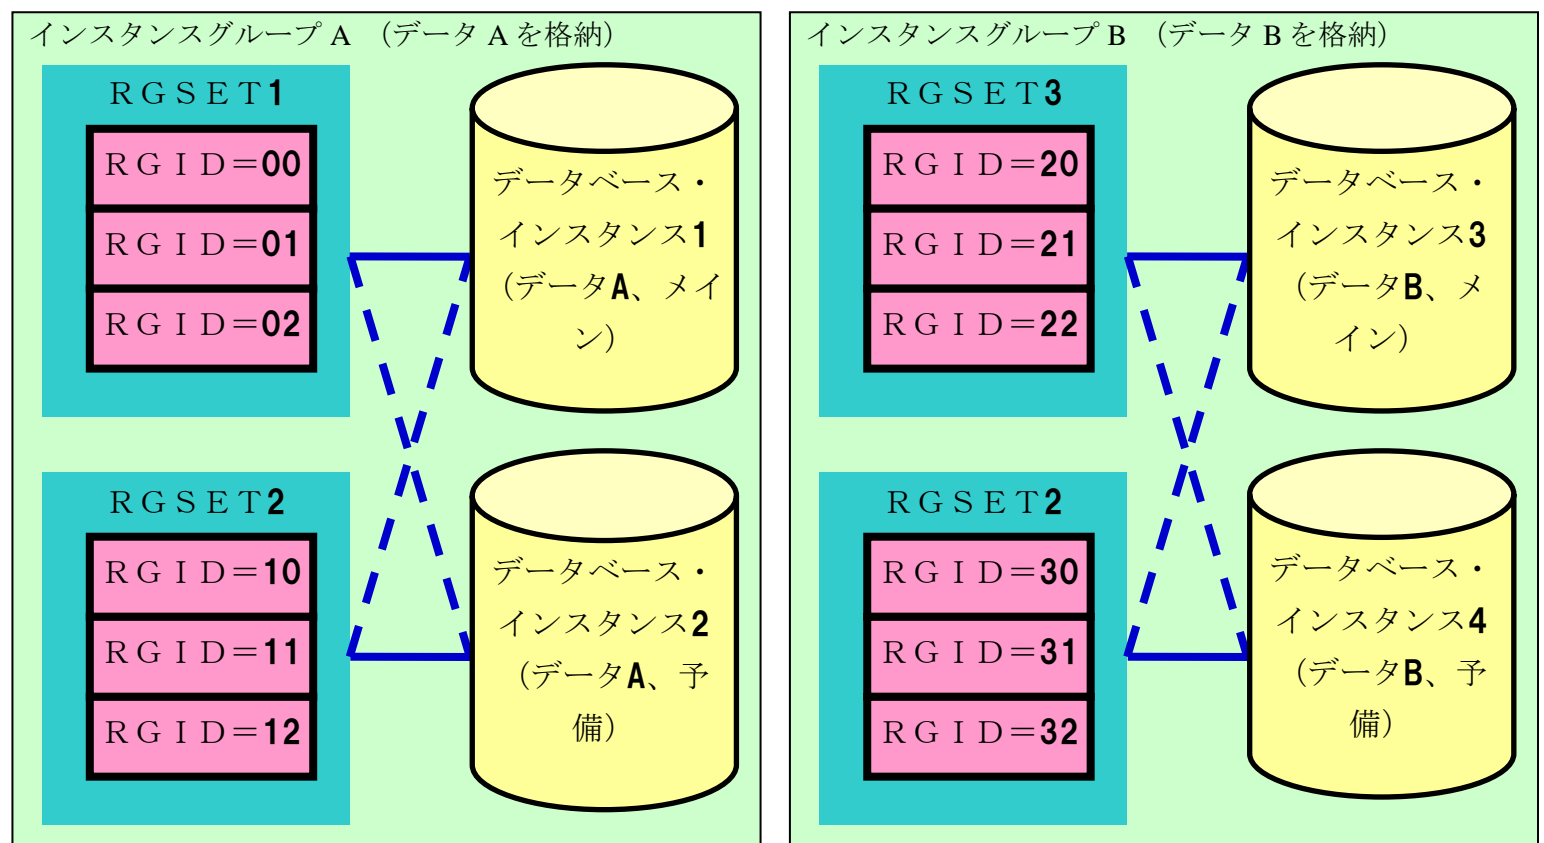 インスタンスグループ A （データ A を格納）
ＲＧＳＥＴ1
ＲＧＩＤ＝00
ＲＧＩＤ＝01
ＲＧＩＤ＝02
データベース・
インスタンス1
（データA、メイ
ン）
ＲＧＳＥＴ2
ＲＧＩＤ＝10
ＲＧＩＤ＝11
ＲＧＩＤ＝12
データベース・
インスタンス2
（データA、予
備）
インスタンスグループ B （データ B を格納）
ＲＧＳＥＴ3
ＲＧＩＤ＝20
ＲＧＩＤ＝21
ＲＧＩＤ＝22
データベース・
インスタンス3
（データB、メ
イン）
ＲＧＳＥＴ2
ＲＧＩＤ＝30
ＲＧＩＤ＝31
ＲＧＩＤ＝32
データベース・
インスタンス4
（データB、予
備）